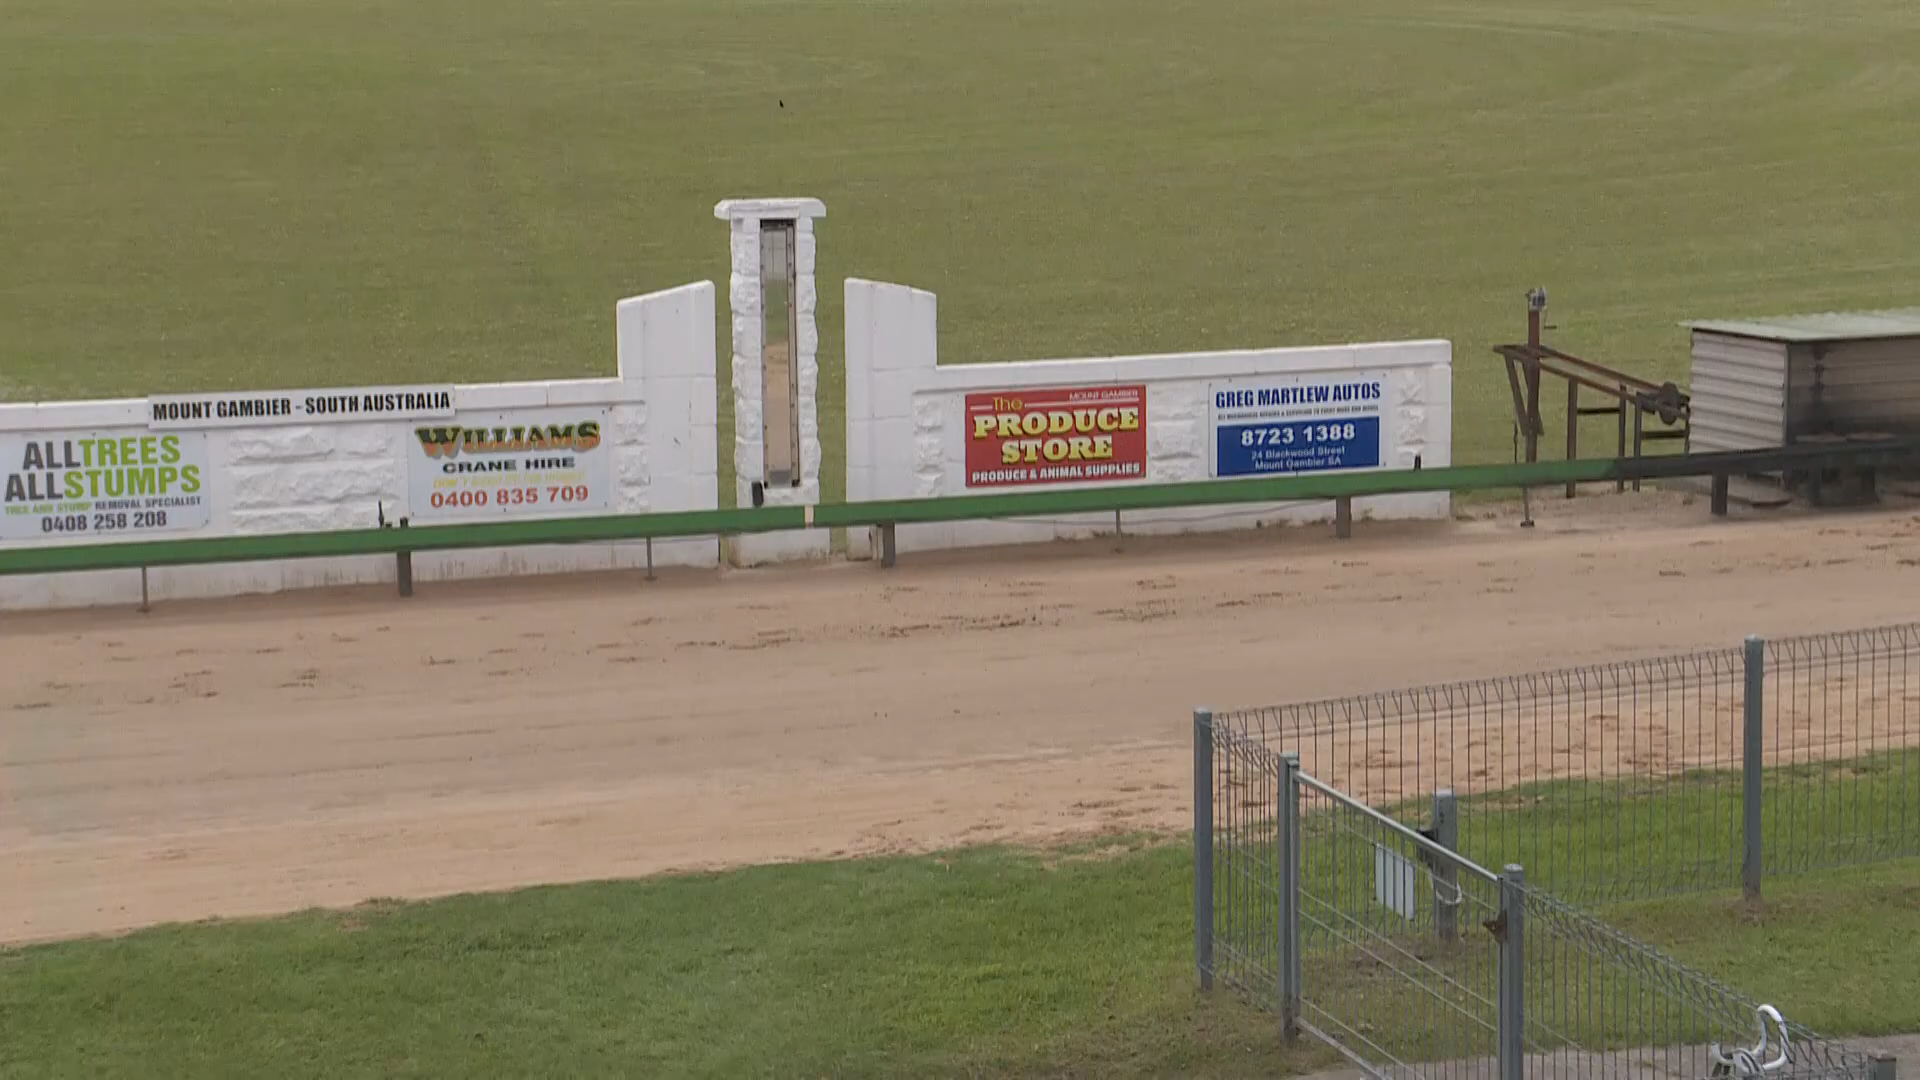 MOUNT GAMBIER - SOUTH AUSTRALIA
ALLTREES
ALLSTUMPS
TREE AND STUMP REMOVAL SPECIALIST
0408 258 208
WILLIAMS
CRANE HIRE
0400 835 709
MOUNT GAMBIER
The
PRODUCE
STORE
PRODUCE & ANIMAL SUPPLIES
GREG MARTLEW AUTOS
8723 1388
24 Blackwood Street
Mount Gambier SA